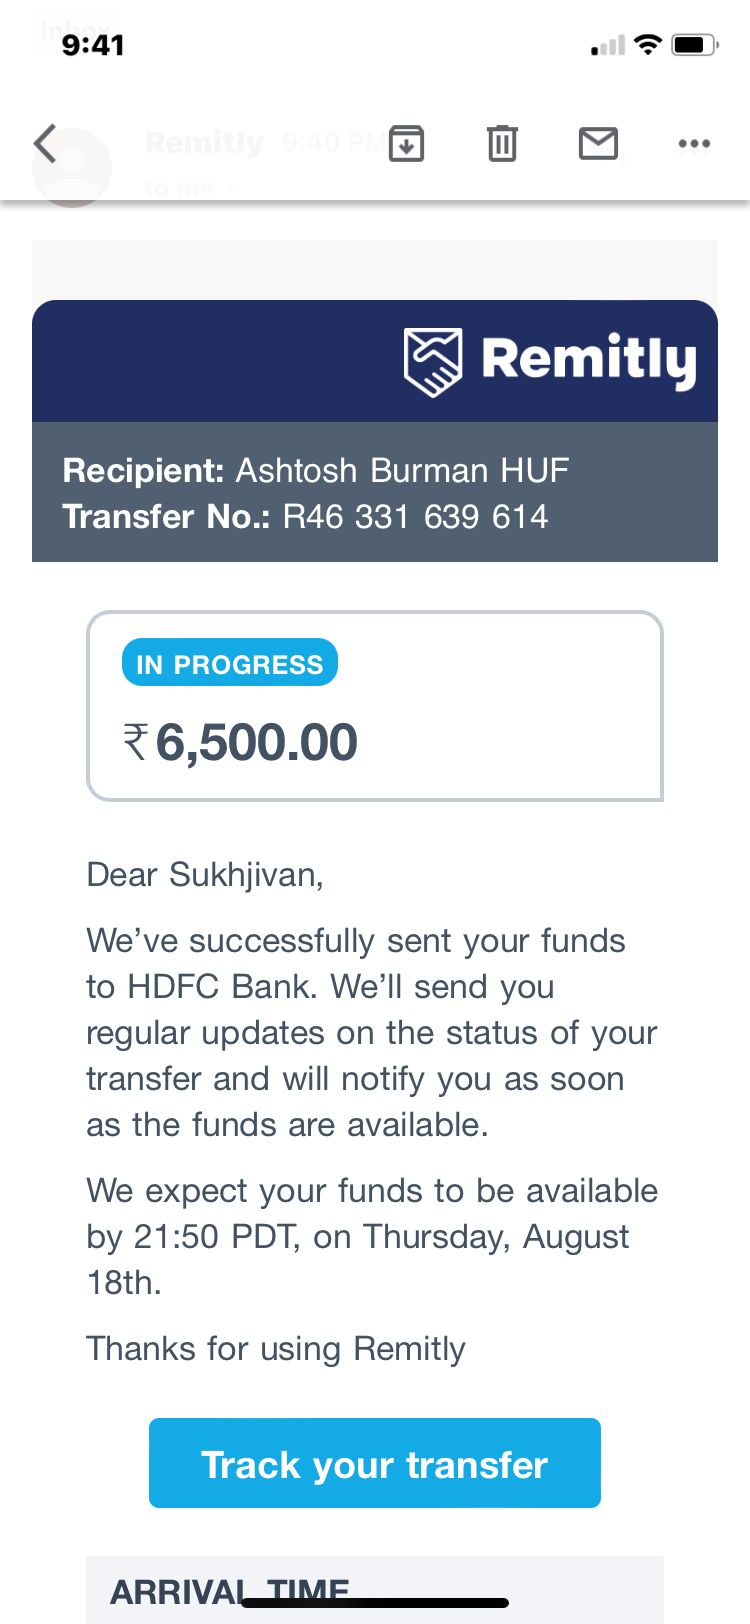 Inbox
9:41
Remitly 9:40 PM
to me
Remitly
Recipient: Ashtosh Burman HUF
Transfer No.: R46 331 639 614
IN PROGRESS
₹6,500.00
Dear Sukhjivan,
We’ve successfully sent your funds
to HDFC Bank. We’ll send you
regular updates on the status of your
transfer and will notify you as soon
as the funds are available.
We expect your funds to be available
by 21:50 PDT, on Thursday, August
18th.
Thanks for using Remitly
Track your transfer
ARRIVAL TIME